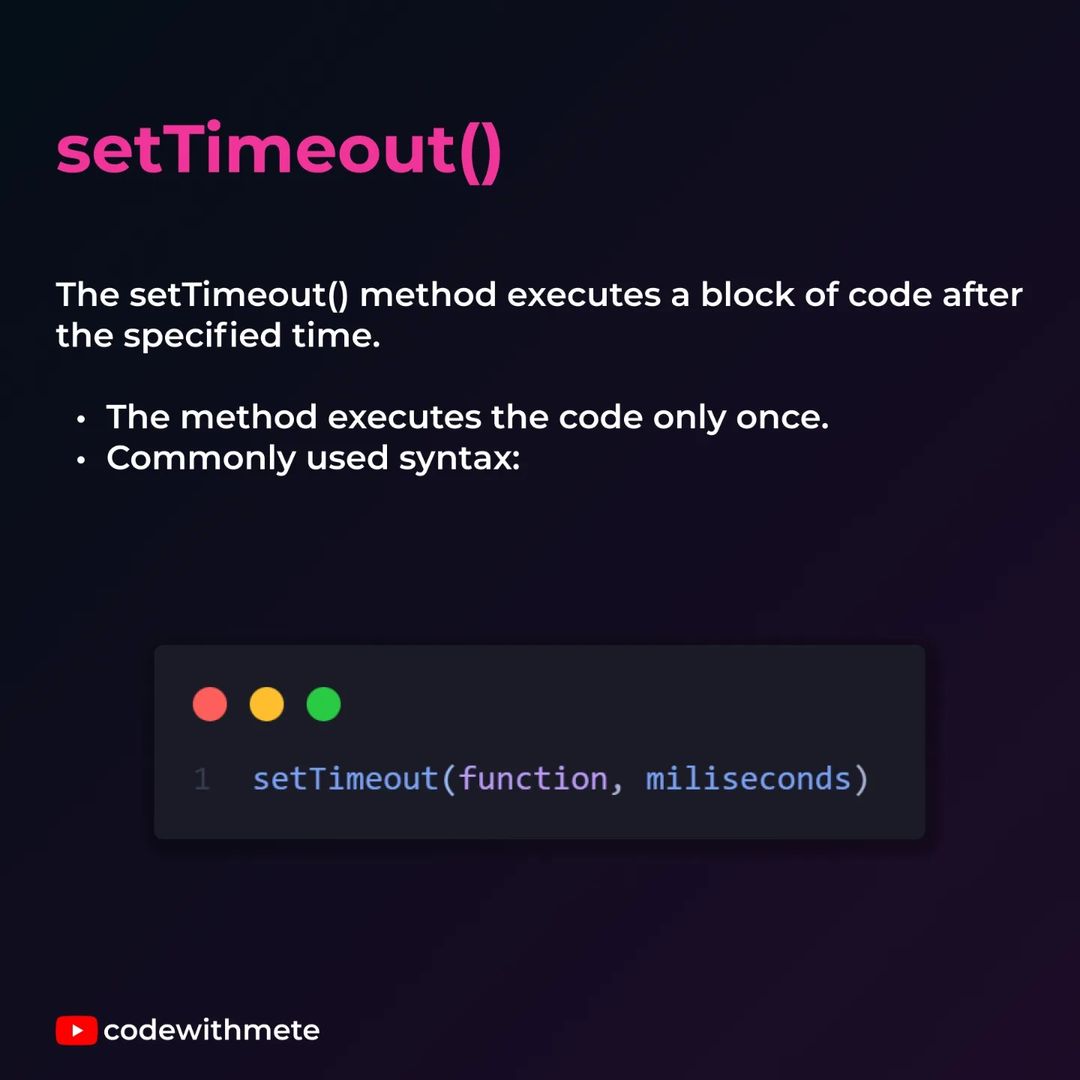 setTimeout()
The setTimeout() method executes a block of code after
the specified time.
• The method executes the code only once.
• Commonly used syntax:
1 setTimeout(function, miliseconds)
codewithmete